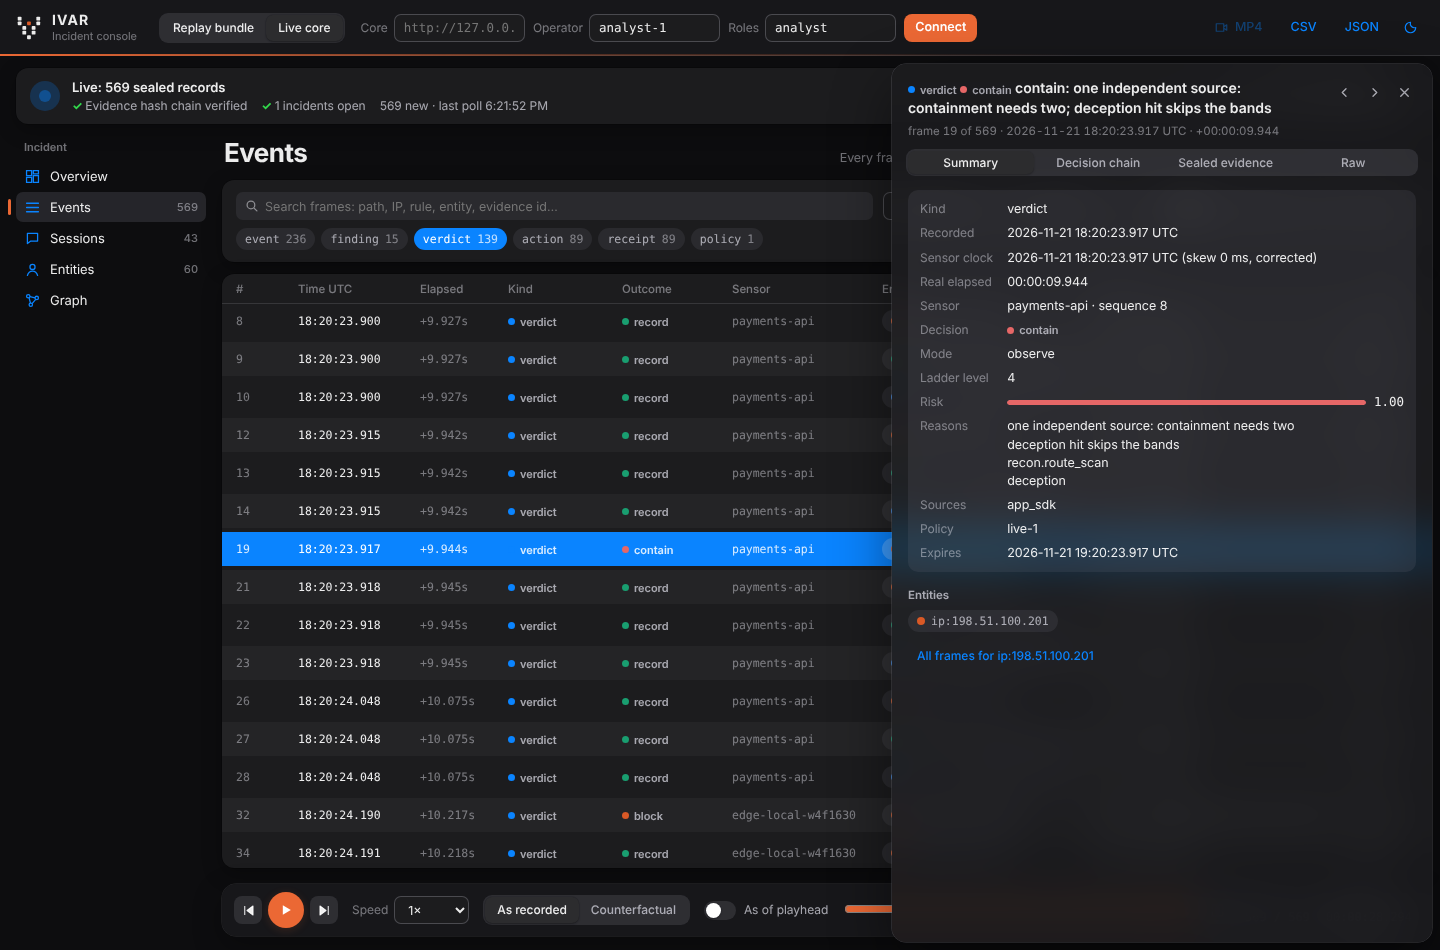 IVAR
Incident console
Replay bundle
Live core
Core
http://127.0.0.
Operator
analyst-1
Roles
analyst
Connect
MP4
CSV
JSON
Live: 569 sealed records
Evidence hash chain verified
1 incidents open
569 new · last poll 6:21:52 PM
Incident
Overview
Events 569
Sessions 43
Entities 60
Graph
Events
Every fra
Search frames: path, IP, rule, entity, evidence id...
event 236
finding 15
verdict 139
action 89
receipt 89
policy 1
# Time UTC Elapsed Kind Outcome Sensor
8 18:20:23.900 +9.927s verdict record payments-api
9 18:20:23.900 +9.927s verdict record payments-api
10 18:20:23.900 +9.927s verdict record payments-api
12 18:20:23.915 +9.942s verdict record payments-api
13 18:20:23.915 +9.942s verdict record payments-api
14 18:20:23.915 +9.942s verdict record payments-api
19 18:20:23.917 +9.944s verdict contain payments-api
21 18:20:23.918 +9.945s verdict record payments-api
22 18:20:23.918 +9.945s verdict record payments-api
23 18:20:23.918 +9.945s verdict record payments-api
26 18:20:24.048 +10.075s verdict record payments-api
27 18:20:24.048 +10.075s verdict record payments-api
28 18:20:24.048 +10.075s verdict record payments-api
32 18:20:24.190 +10.217s verdict block edge-local-w4f1630
34 18:20:24.191 +10.218s verdict record edge-local-w4f1630
Speed
1×
As recorded
Counterfactual
As of playhead
verdict contain contain: one independent source:
containment needs two; deception hit skips the bands
frame 19 of 569 · 2026-11-21 18:20:23.917 UTC · +00:00:09.944
Summary
Decision chain
Sealed evidence
Raw
Kind verdict
Recorded 2026-11-21 18:20:23.917 UTC
Sensor clock 2026-11-21 18:20:23.917 UTC (skew 0 ms, corrected)
Real elapsed 00:00:09.944
Sensor payments-api · sequence 8
Decision contain
Mode observe
Ladder level 4
Risk 1.00
Reasons one independent source: containment needs two
deception hit skips the bands
recon.route_scan
deception
Sources app_sdk
Policy live-1
Expires 2026-11-21 19:20:23.917 UTC
Entities
ip:198.51.100.201
All frames for ip:198.51.100.201